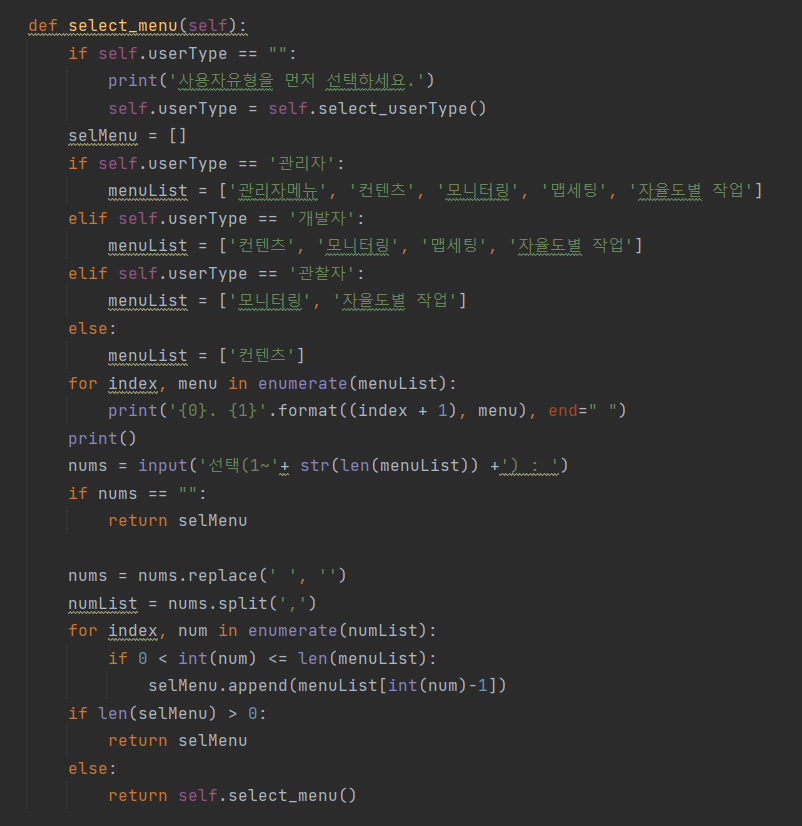 def select_menu(self):
if self.userType == "":
print('사용자유형을 먼저 선택하세요.')
self.userType = self.select_userType()
selMenu = []
if self.userType == '관리자':
menuList = ['관리자메뉴', '컨텐츠', '모니터링', '맵세팅', '자율도별 작업']
elif self.userType == '개발자':
menuList = ['컨텐츠', '모니터링', '맵세팅', '자율도별 작업']
elif self.userType == '관찰자':
menuList = ['모니터링', '자율도별 작업']
else:
menuList = ['컨텐츠']
for index, menu in enumerate(menuList):
print('{0}. {1}'.format((index + 1), menu), end=" ")
print()
nums = input('선택(1~'+ str(len(menuList)) +') : ')
if nums == "":
return selMenu
nums = nums.replace(' ', '')
numList = nums.split(',')
for index, num in enumerate(numList):
if 0 < int(num) <= len(menuList):
selMenu.append(menuList[int(num)-1])
if len(selMenu) > 0:
return selMenu
else:
return self.select_menu()